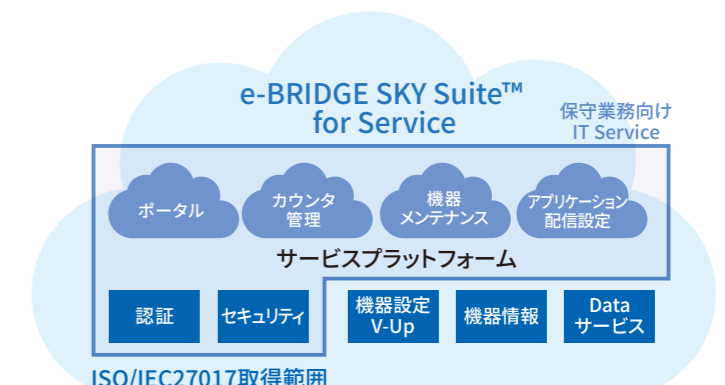 e-BRIDGE SKY Suite™
for Service
保守業務向け
IT Service
ポータル
カウンタ
管理
機器
メンテナンス
アプリケーション
配信設定
サービスプラットフォーム
認証
セキュリティ
機器設定
V-Up
機器情報
Data
サービス
ISO/IEC27017取得範囲